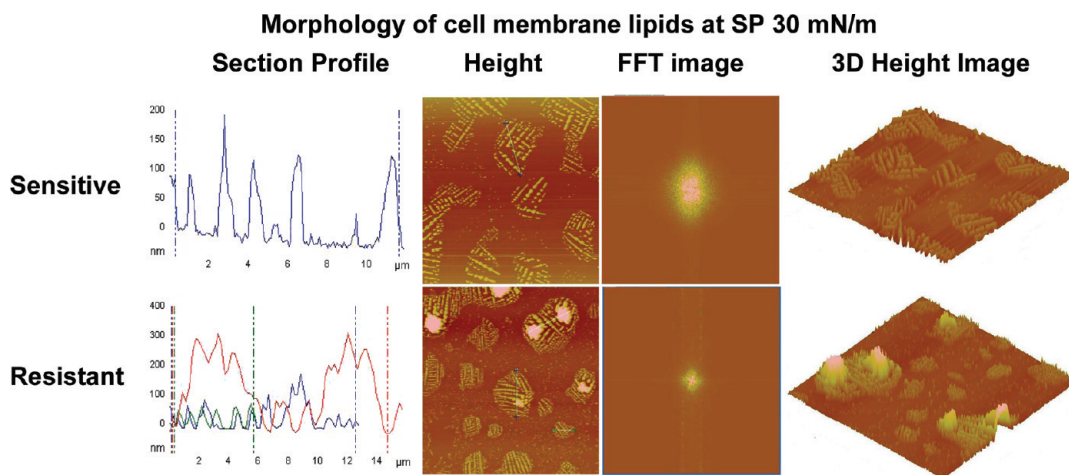 Morphology of cell membrane lipids at SP 30 mN/m
Section Profile
Height
FFT image
3D Height Image
Sensitive
200
150
100
50
0
nm
2
4
6
8
10
µm
Resistant
400
300
200
100
0
nm
2
4
6
8
10
12
14
µm